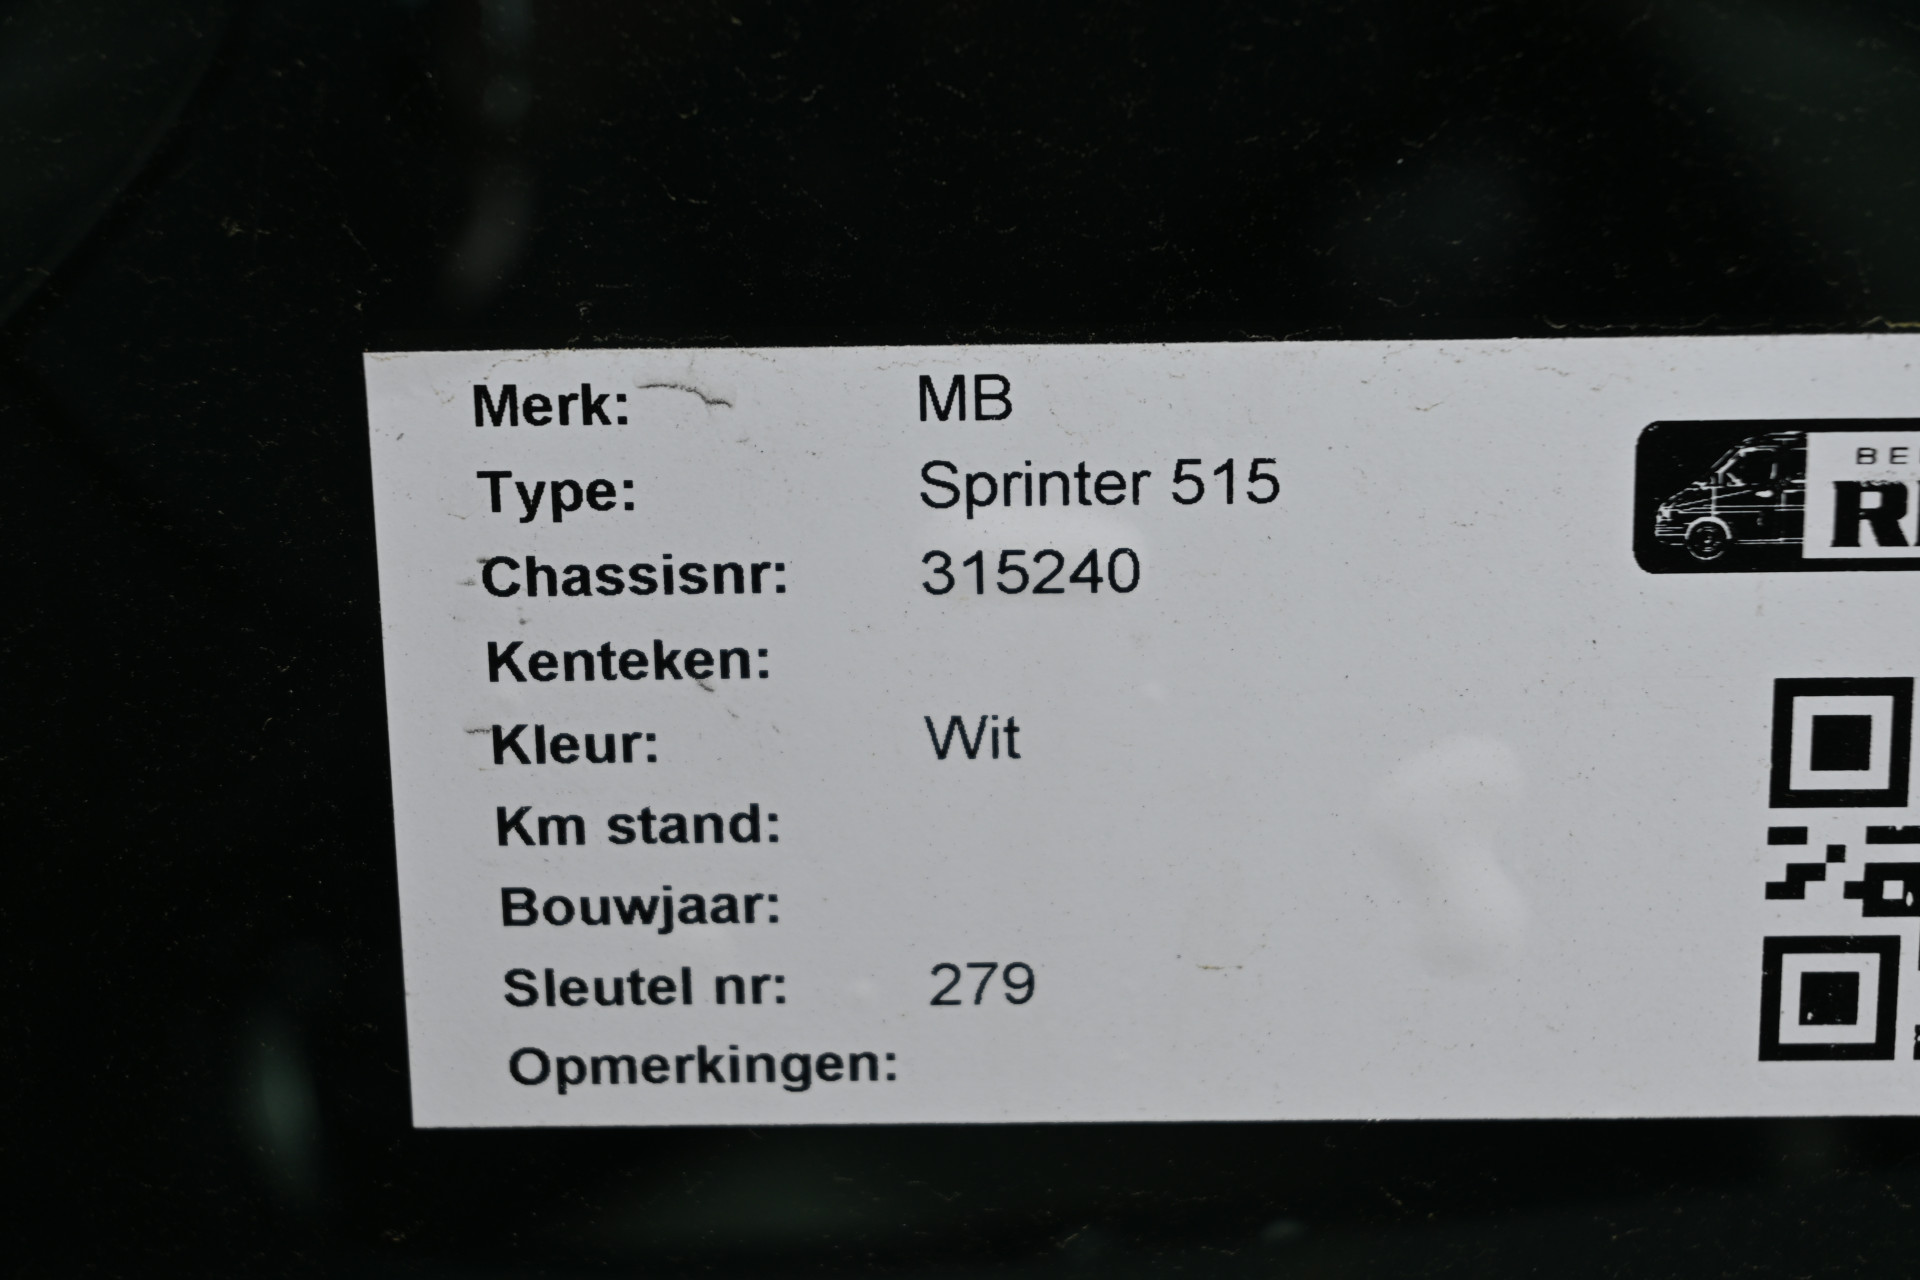 Merk: MB
Type: Sprinter 515
Chassisnr: 315240
Kenteken:
Kleur: Wit
Km stand:
Bouwjaar:
Sleutel nr: 279
Opmerkingen: